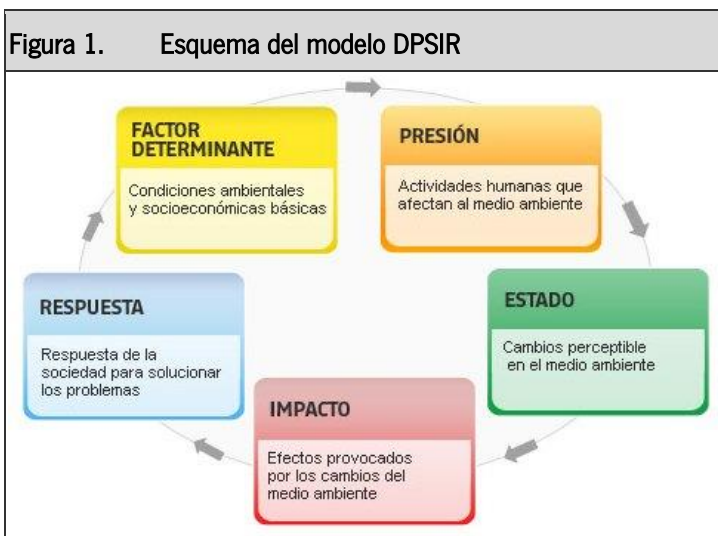 Figura 1. Esquema del modelo DPSIR
FACTOR
DETERMINANTE
Condiciones ambientales
y socioeconómicas básicas
PRESIÓN
Actividades humanas que
afectan al medio ambiente
ESTADO
Cambios perceptible
en el medio ambiente
IMPACTO
Efectos provocados
por los cambios del
medio ambiente
RESPUESTA
Respuesta de la
sociedad para solucionar
los problemas